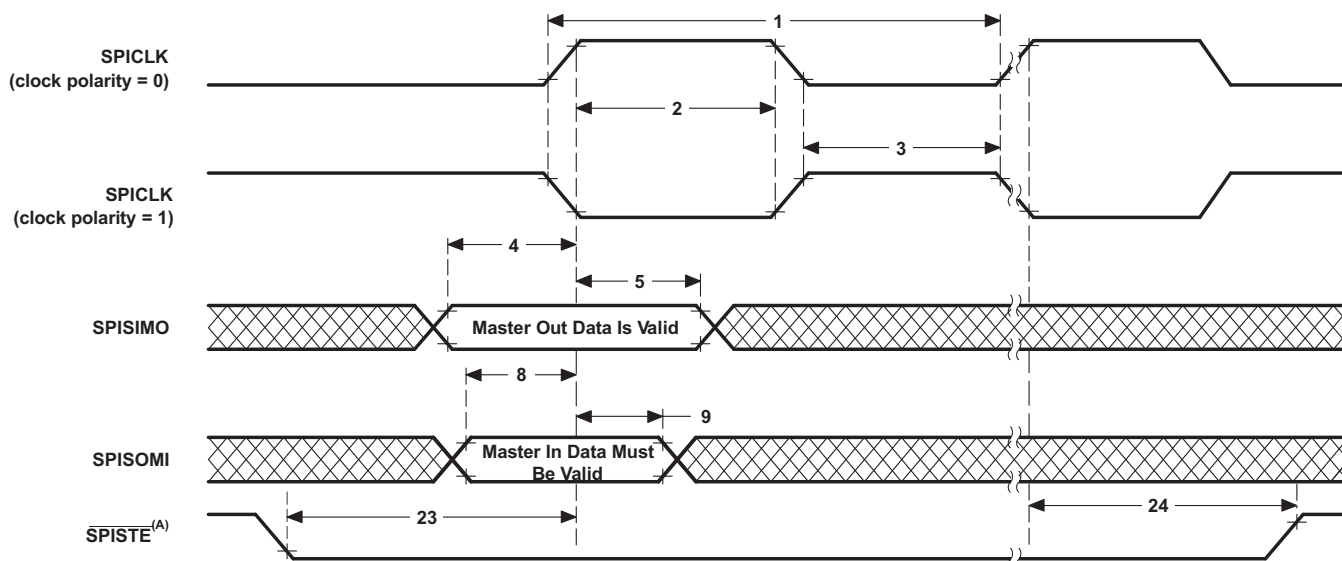 1
SPICLK
(clock polarity = 0)
2
3
SPICLK
(clock polarity = 1)
4
5
SPISIMO
Master Out Data Is Valid
8
9
SPISOMI
Master In Data Must
Be Valid
23
24
SPISTE(A)